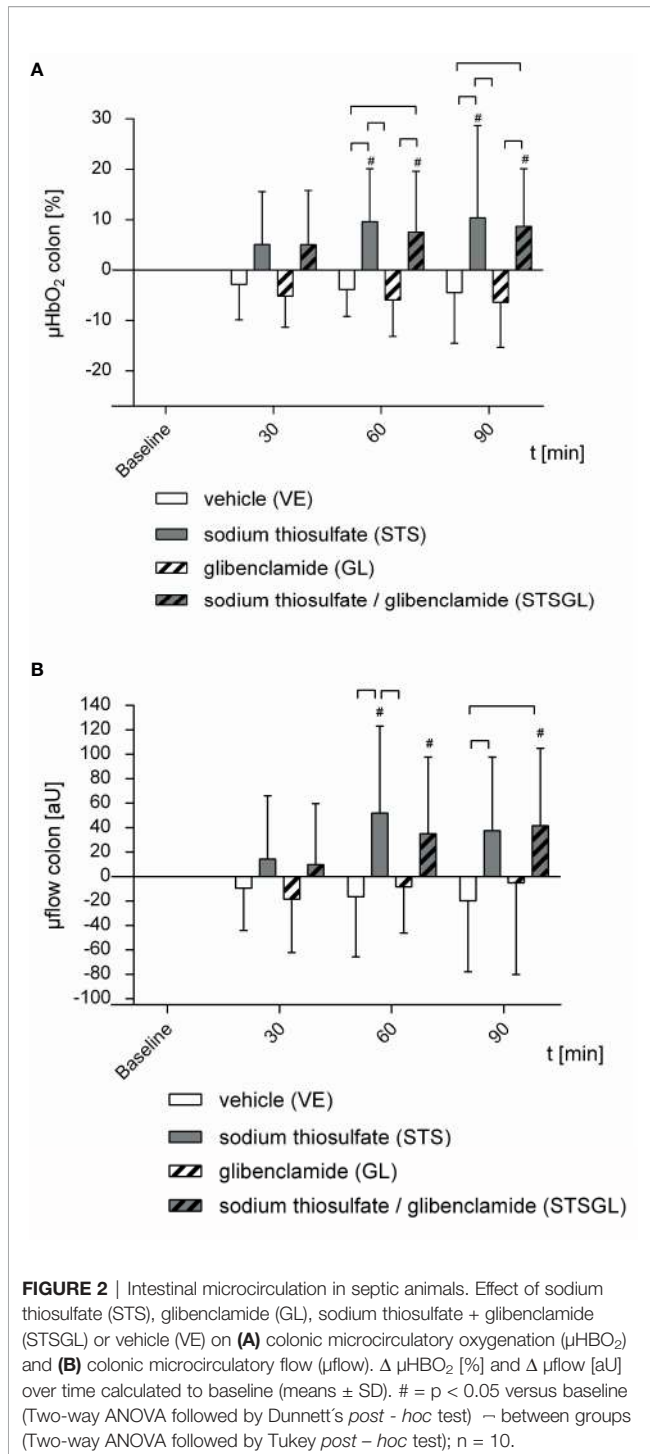 A
30
20
10
0
-10
-20
µHbO₂ colon [%]
# # # #
Baseline 30 60 90
t [min]
vehicle (VE)
sodium thiosulfate (STS)
glibenclamide (GL)
sodium thiosulfate / glibenclamide (STSGL)
B
140
120
100
80
60
40
20
0
-20
-40
-60
-80
-100
µflow colon [aU]
# # #
Baseline 30 60 90
t [min]
vehicle (VE)
sodium thiosulfate (STS)
glibenclamide (GL)
sodium thiosulfate / glibenclamide (STSGL)
FIGURE 2 | Intestinal microcirculation in septic animals. Effect of sodium
thiosulfate (STS), glibenclamide (GL), sodium thiosulfate + glibenclamide
(STSGL) or vehicle (VE) on (A) colonic microcirculatory oxygenation (µHBO₂)
and (B) colonic microcirculatory flow (µflow). Δ µHBO₂ [%] and Δ µflow [aU]
over time calculated to baseline (means ± SD). # = p < 0.05 versus baseline
(Two-way ANOVA followed by Dunnett´s post - hoc test) ¬ between groups
(Two-way ANOVA followed by Tukey post – hoc test); n = 10.